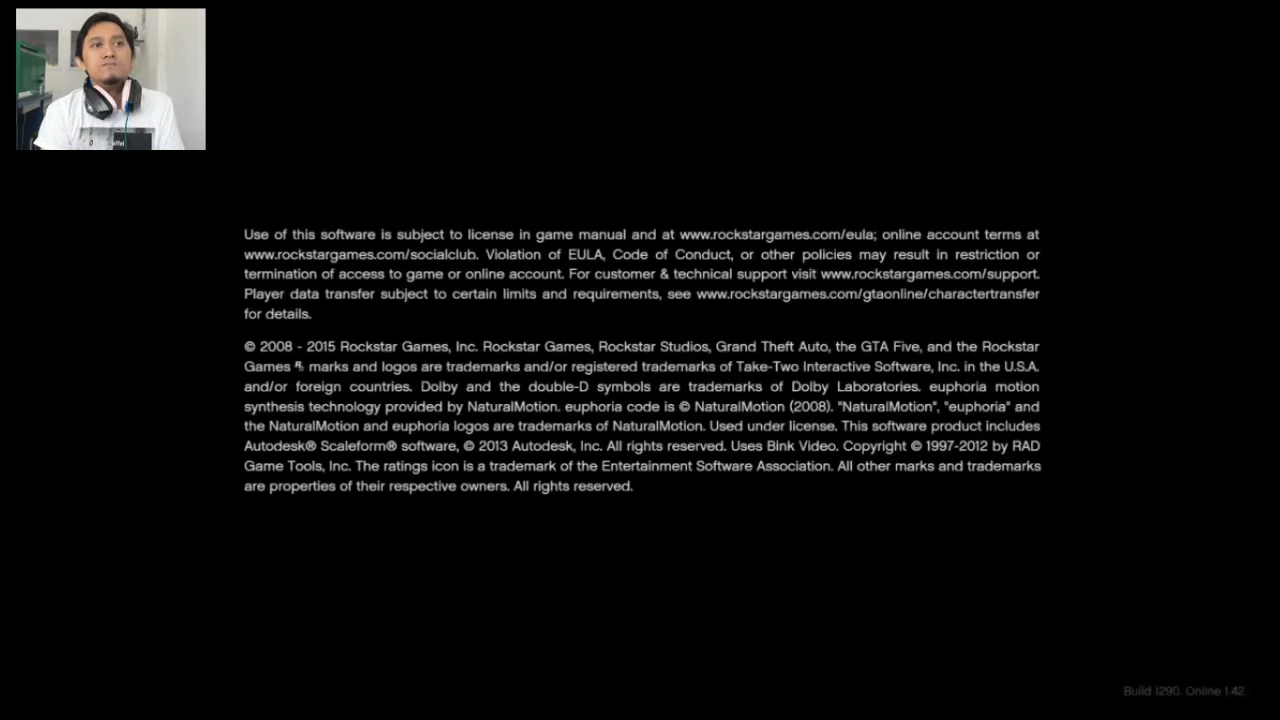 Use of this software is subject to license in game manual and at www.rockstargames.com/eula; online account terms at
www.rockstargames.com/socialclub. Violation of EULA, Code of Conduct, or other policies may result in restriction or
termination of access to game or online account. For customer & technical support visit www.rockstargames.com/support.
Player data transfer subject to certain limits and requirements, see www.rockstargames.com/gtaonline/charactertransfer
for details.
© 2008 - 2015 Rockstar Games, Inc. Rockstar Games, Rockstar Studios, Grand Theft Auto, the GTA Five, and the Rockstar
Games R* marks and logos are trademarks and/or registered trademarks of Take-Two Interactive Software, Inc. in the U.S.A.
and/or foreign countries. Dolby and the double-D symbols are trademarks of Dolby Laboratories. euphoria motion
synthesis technology provided by NaturalMotion. euphoria code is © NaturalMotion (2008). "NaturalMotion", "euphoria" and
the NaturalMotion and euphoria logos are trademarks of NaturalMotion. Used under license. This software product includes
Autodesk® Scaleform® software, © 2013 Autodesk, Inc. All rights reserved. Uses Bink Video. Copyright © 1997-2012 by RAD
Game Tools, Inc. The ratings icon is a trademark of the Entertainment Software Association. All other marks and trademarks
are properties of their respective owners. All rights reserved.
Build 1290. Online 1.42.